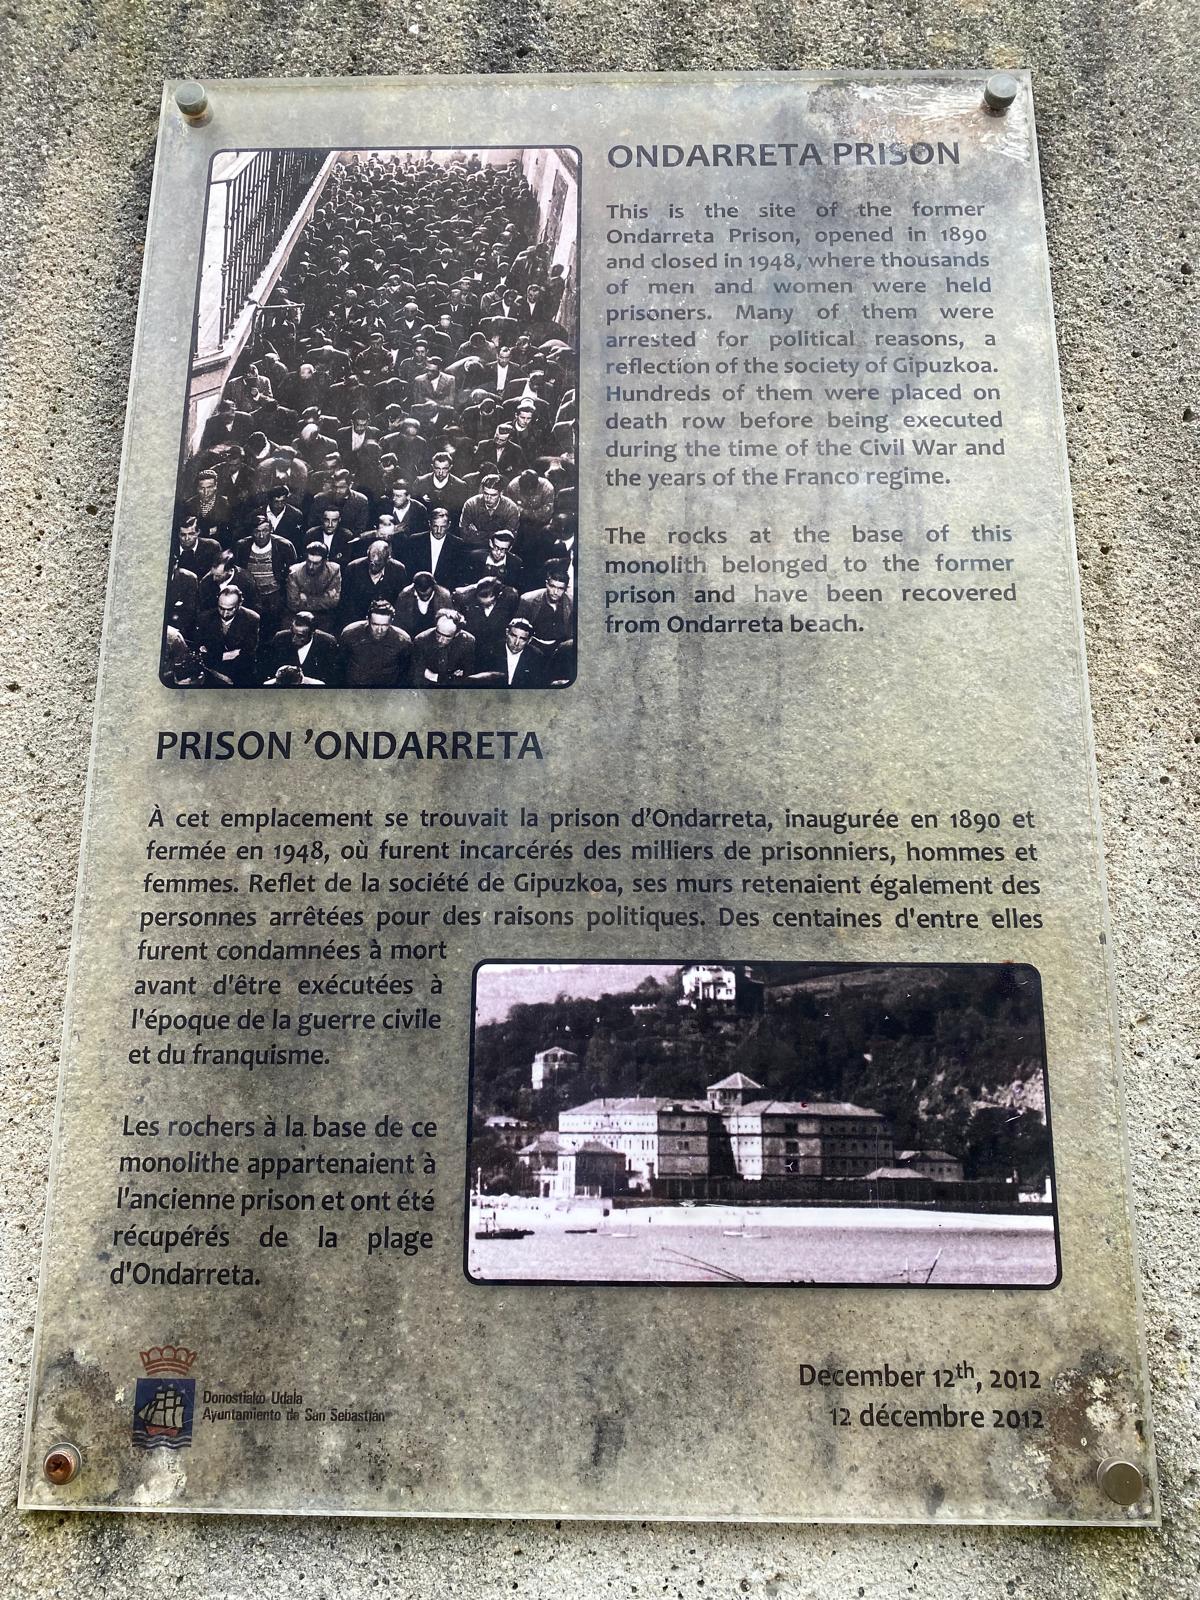 ONDARRETA PRISON
This is the site of the former
Ondarreta Prison, opened in 1890
and closed in 1948, where thousands
of men and women were held
prisoners. Many of them were
arrested for political reasons, a
reflection of the society of Gipuzkoa.
Hundreds of them were placed on
death row before being executed
during the time of the Civil War and
the years of the Franco regime.
The rocks at the base of this
monolith belonged to the former
prison and have been recovered
from Ondarreta beach.
PRISON 'ONDARRETA
À cet emplacement se trouvait la prison d'Ondarreta, inaugurée en 1890 et
fermée en 1948, où furent incarcérés des milliers de prisonniers, hommes et
femmes. Reflet de la société de Gipuzkoa, ses murs retenaient également des
personnes arrêtées pour des raisons politiques. Des centaines d'entre elles
furent condamnées à mort
avant d'être exécutées à
l'époque de la guerre civile
et du franquisme.
Les rochers à la base de ce
monolithe appartenaient à
l'ancienne prison et ont été
récupérés de la plage
d'Ondarreta.
Donostiako Udala
Ayuntamiento de San Sebastián
December 12th, 2012
12 décembre 2012